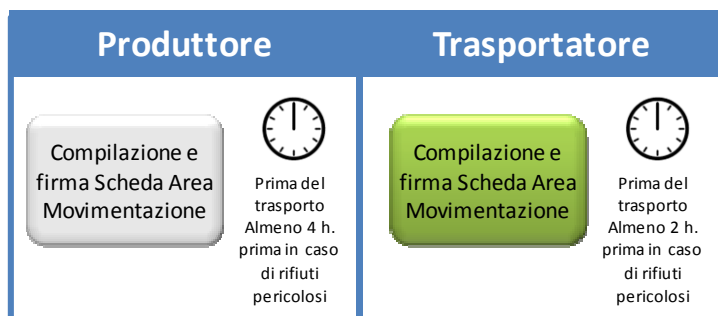 Produttore
Compilazione e
firma Scheda Area
Movimentazione
Prima del
trasporto
Almeno 4 h.
prima in caso
di rifiuti
pericolosi
Trasportatore
Compilazione e
firma Scheda Area
Movimentazione
Prima del
trasporto
Almeno 2 h.
prima in caso
di rifiuti
pericolosi